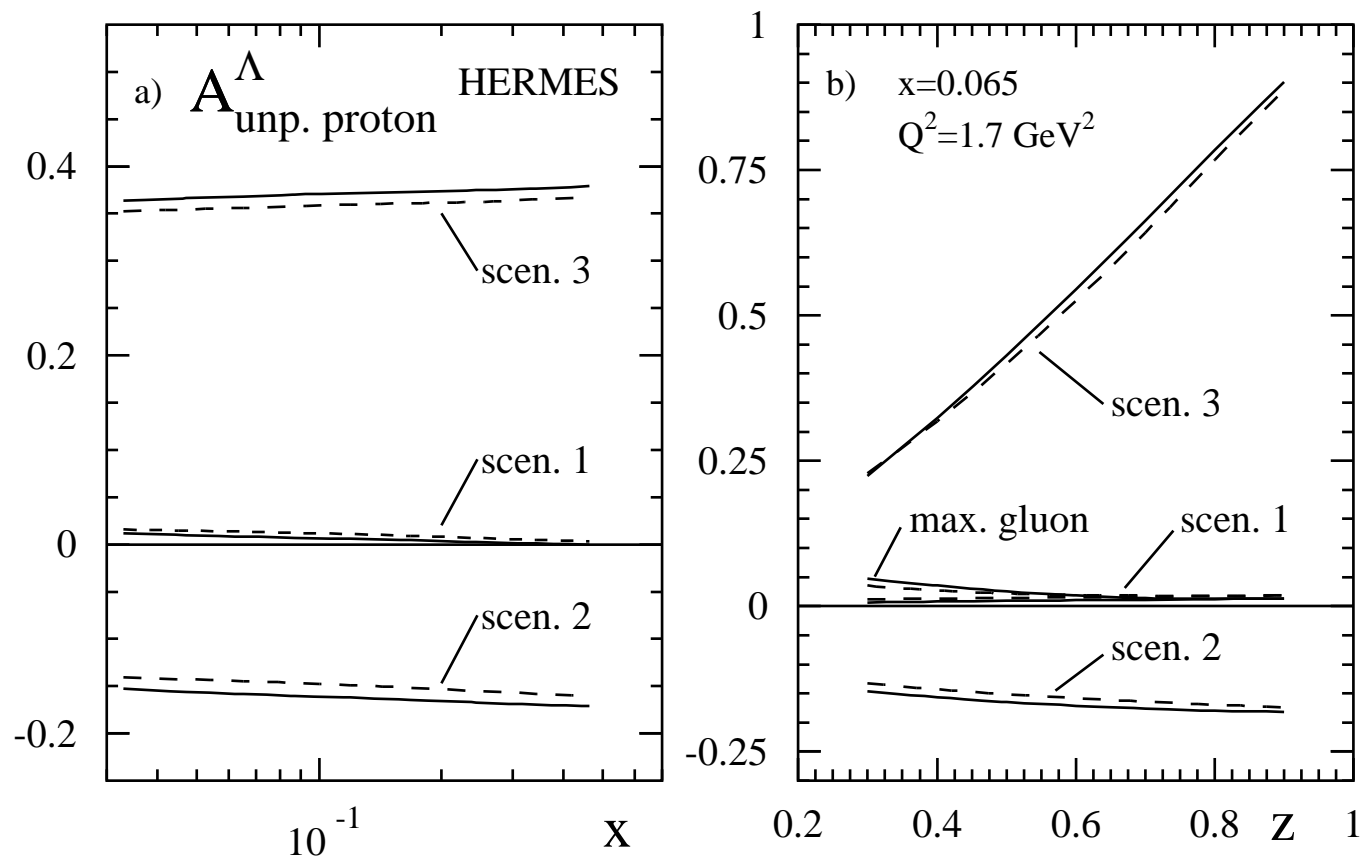 a) A^Λ_unp. proton HERMES
0.4
0.2
0
-0.2
scen. 3
scen. 1
scen. 2
10^-1
x
b) x=0.065
Q^2=1.7 GeV^2
1
0.75
0.5
0.25
0
-0.25
scen. 3
max. gluon
scen. 1
scen. 2
0.2 0.4 0.6 0.8 z 1